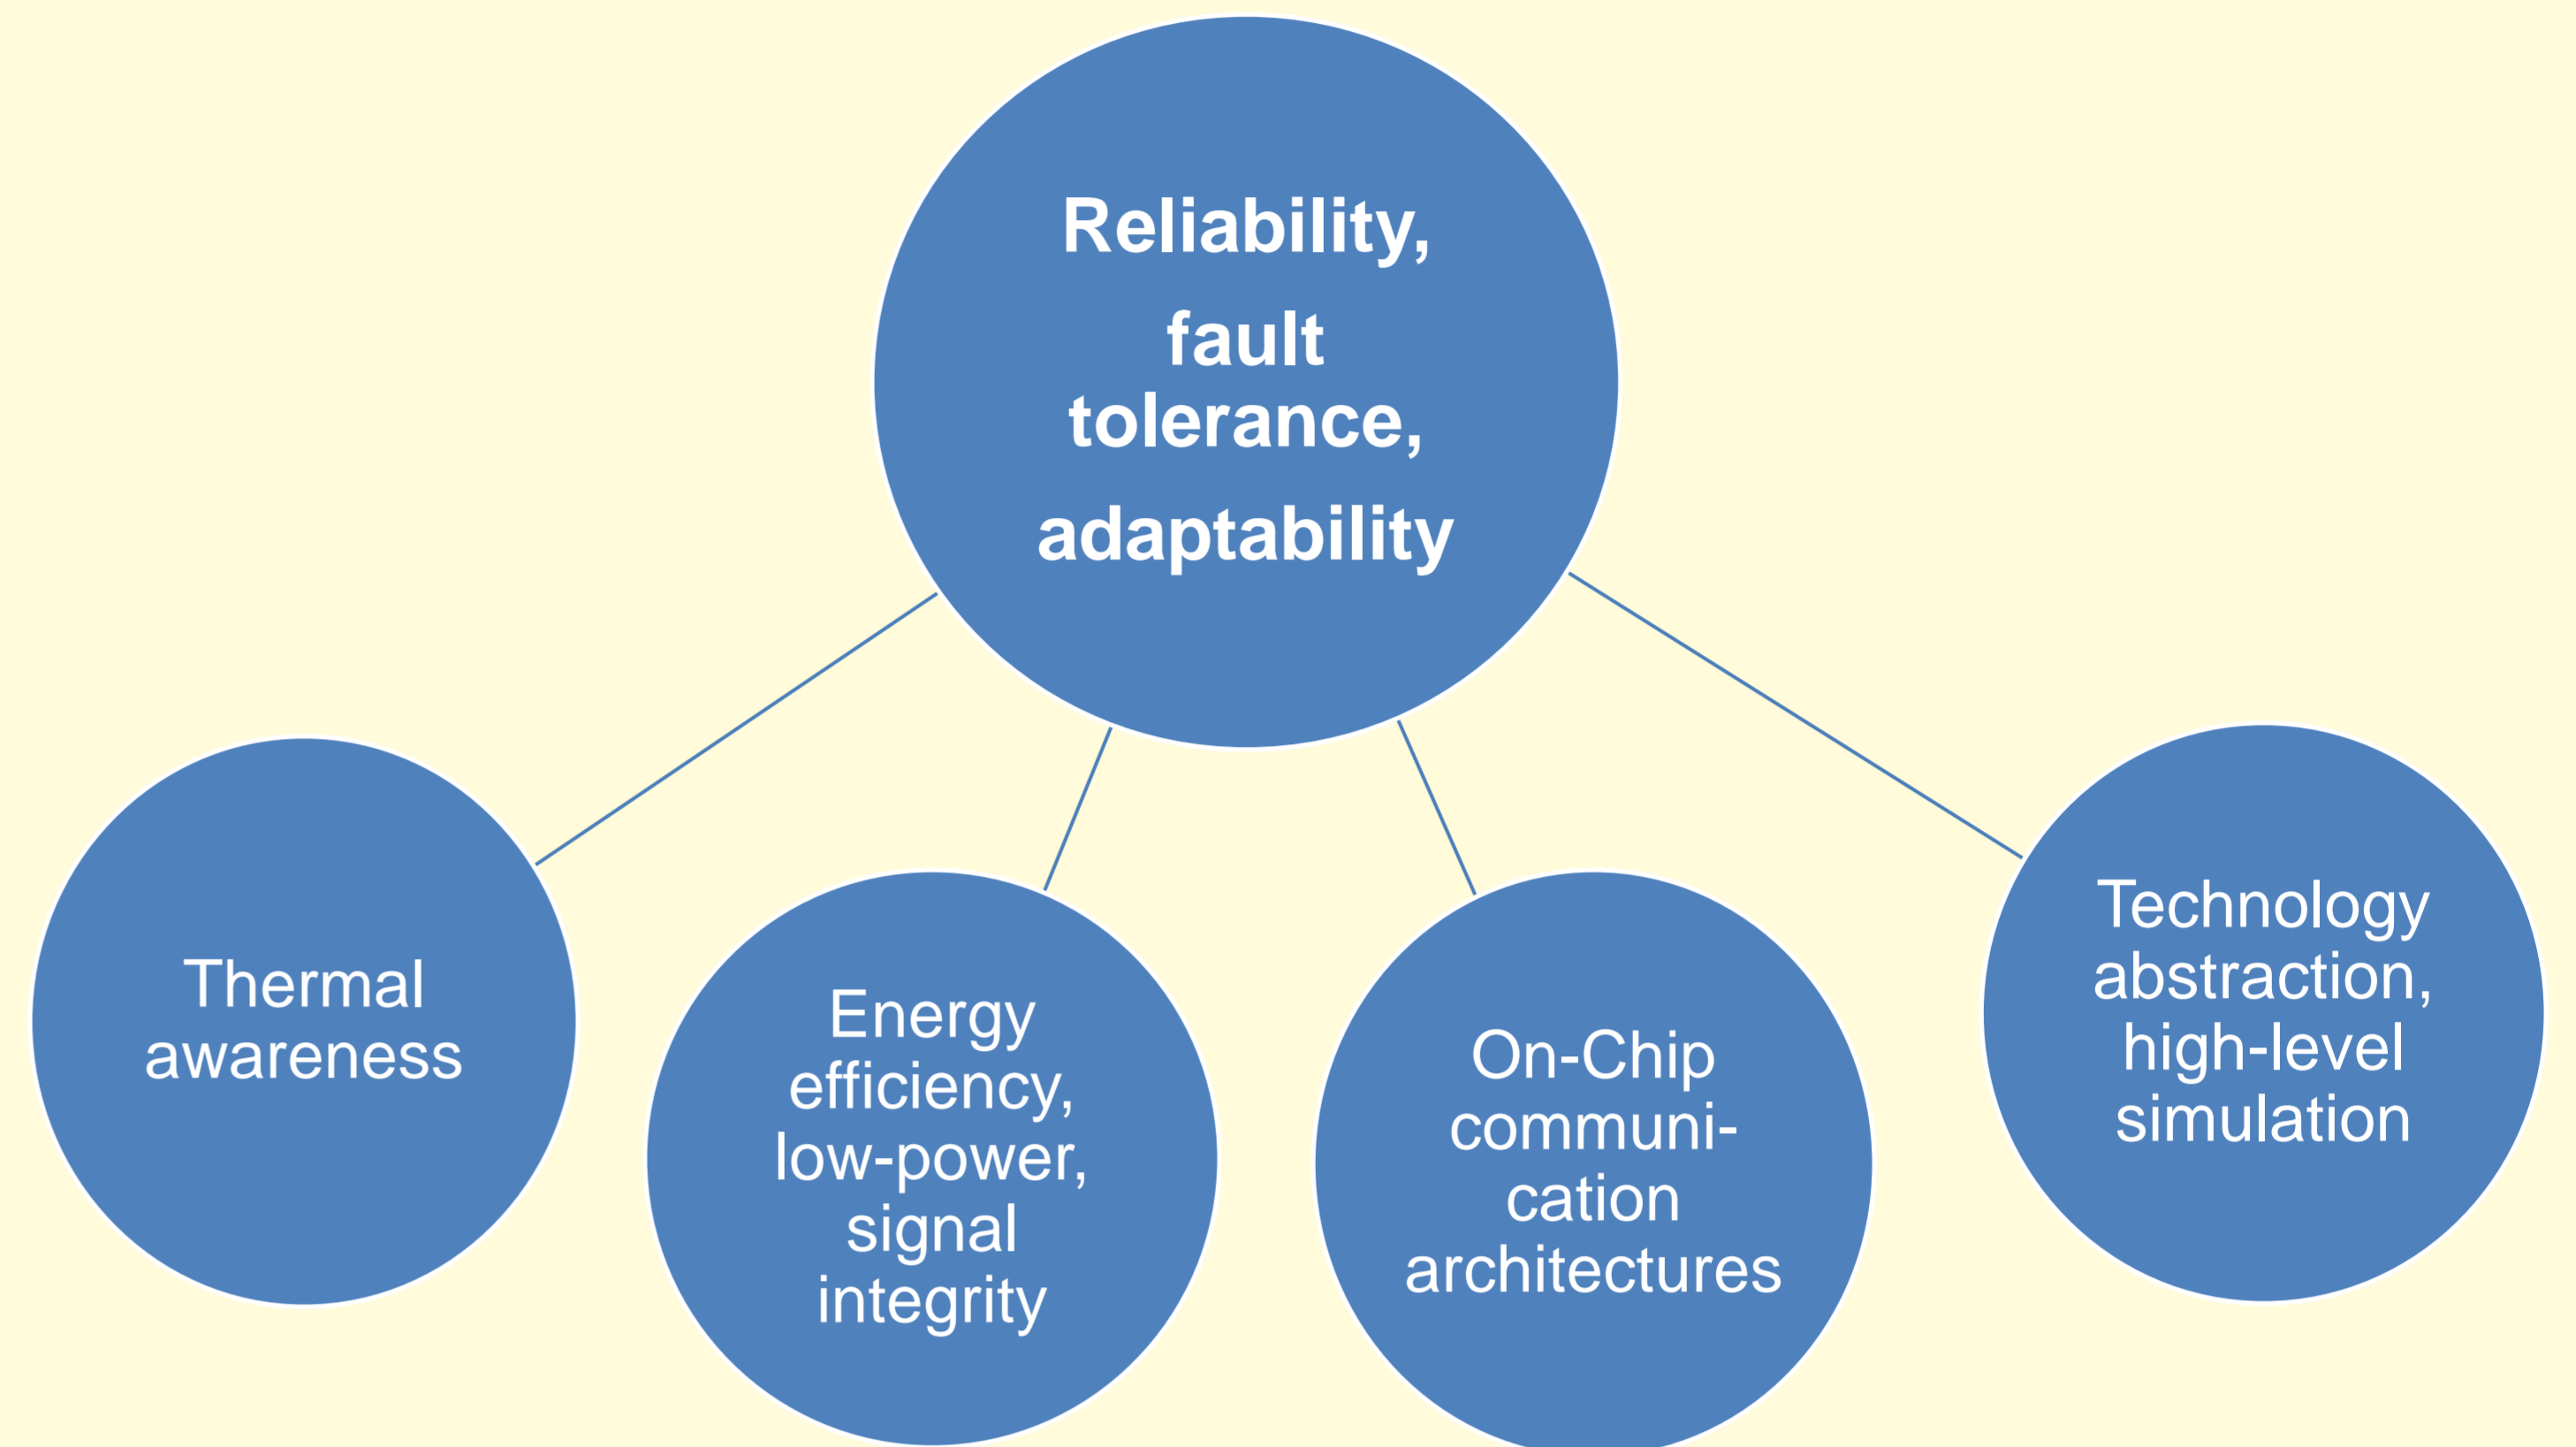 Reliability,
fault
tolerance,
adaptability
Thermal
awareness
Energy
efficiency,
low-power,
signal
integrity
On-Chip
communi-
cation
architectures
Technology
abstraction,
high-level
simulation